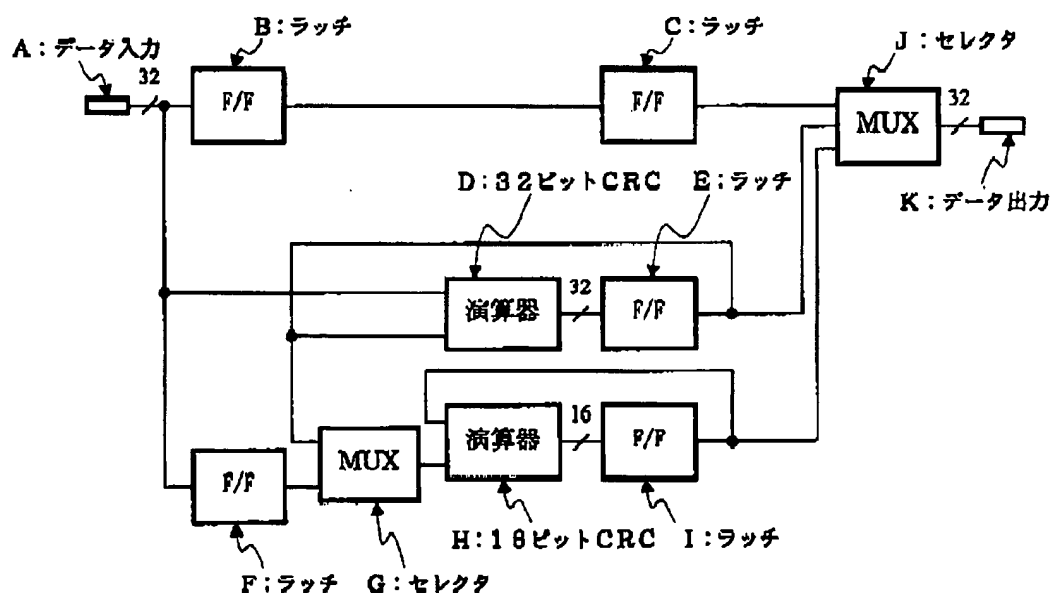 B:ラッチ
C:ラッチ
J:セレクタ
A:データ入力
32
F/F
F/F
MUX
32
D:32ビットCRC
E:ラッチ
K:データ出力
演算器
32
F/F
演算器
16
F/F
MUX
F/F
H:16ビットCRC
I:ラッチ
F:ラッチ
G:セレクタ